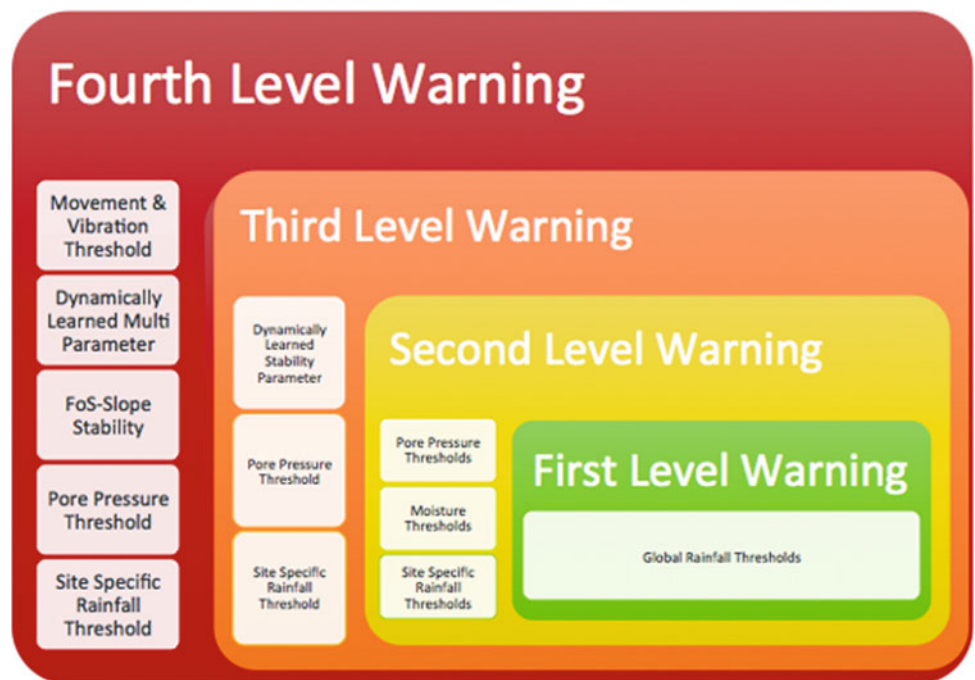 Fourth Level Warning
Movement &
Vibration
Threshold
Dynamically
Learned Multi
Parameter
FoS-Slope
Stability
Pore Pressure
Threshold
Site Specific
Rainfall
Threshold
Third Level Warning
Dynamically
Learned
Stability
Parameter
Pore Pressure
Threshold
Site Specific
Rainfall
Threshold
Second Level Warning
Pore Pressure
Thresholds
Moisture
Thresholds
Site Specific
Rainfall
Thresholds
First Level Warning
Global Rainfall Thresholds